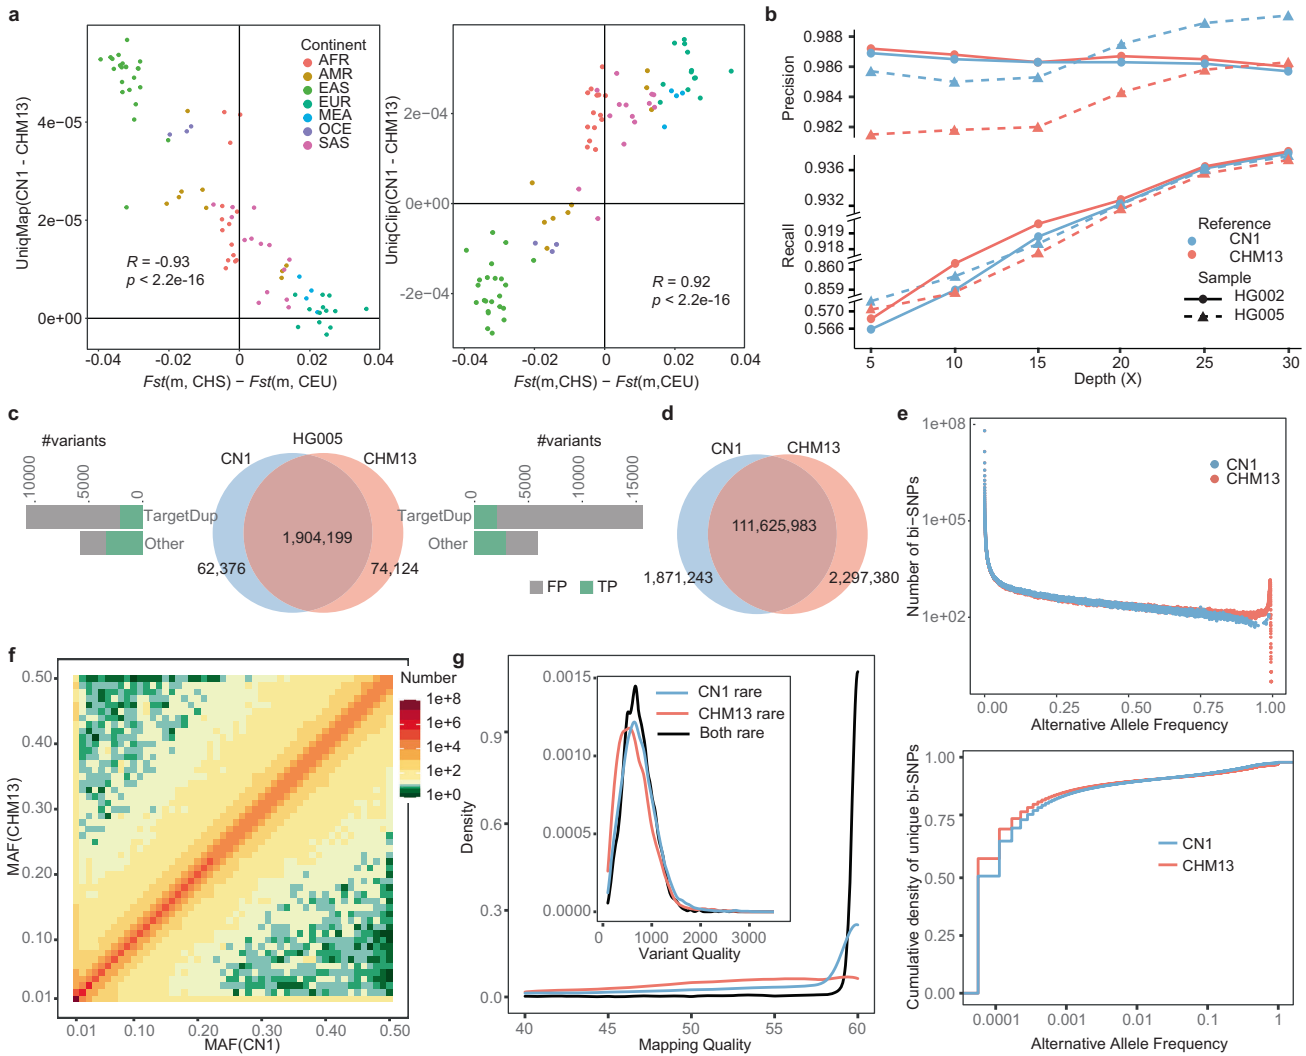 a
UniqMap(CN1 - CHM13)
4e-05
2e-05
0e+00
Continent
AFR
AMR
EAS
EUR
MEA
OCE
SAS
R = -0.93
p < 2.2e-16
-0.04
-0.02
0
0.02
0.04
Fst(m, CHS) − Fst(m, CEU)
UniqClip(CN1 - CHM13)
2e−04
0e+00
-2e−04
R = 0.92
p < 2.2e-16
-0.04
-0.02
0
0.02
0.04
Fst(m,CHS) − Fst(m,CEU)
b
Precision
0.988
0.986
0.984
0.982
Recall
0.936
0.932
0.919
0.918
0.860
0.859
0.570
0.566
Reference
CN1
CHM13
Sample
HG002
HG005
5
10
15
20
25
30
Depth (X)
c
#variants
10000
5000
0
TargetDup
Other
HG005
CN1
CHM13
1,904,199
62,376
74,124
#variants
0
5000
10000
15000
TargetDup
Other
FP
TP
d
CN1
CHM13
111,625,983
1,871,243
2,297,380
e
Number of bi−SNPs
1e+08
1e+05
1e+02
CN1
CHM13
0.00
0.25
0.50
0.75
1.00
Alternative Allele Frequency
Cumulative density of unique bi-SNPs
1.00
0.75
0.50
0.25
0.00
CN1
CHM13
0.0001
0.001
0.01
0.1
1
Alternative Allele Frequency
f
MAF(CHM13)
0.50
0.40
0.30
0.20
0.10
0.01
Number
1e+8
1e+6
1e+4
1e+2
1e+0
0.01
0.10
0.20
0.30
0.40
0.50
MAF(CN1)
g
Density
0.9
0.6
0.3
0.0
0.0015
0.0010
0.0005
0.0000
CN1 rare
CHM13 rare
Both rare
0
1000
2000
3000
Variant Quality
40
45
50
55
60
Mapping Quality